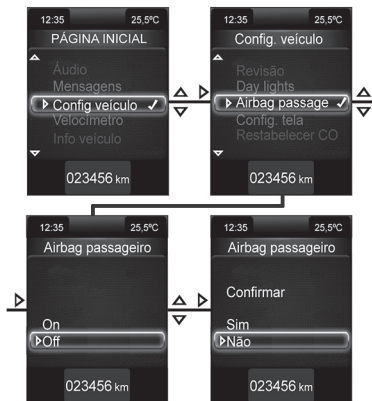 12:35 25,5ºC
PÁGINA INICIAL
Áudio
Mensagens
Config veículo
Velocímetro
Info veículo
023456 km
12:35 25,5ºC
Config. veículo
Revisão
Day lights
Airbag passage
Config. tela
Restabelecer CO
023456 km
12:35 25,5ºC
Airbag passageiro
On
Off
023456 km
12:35 25,5ºC
Airbag passageiro
Confirmar
Sim
Não
023456 km